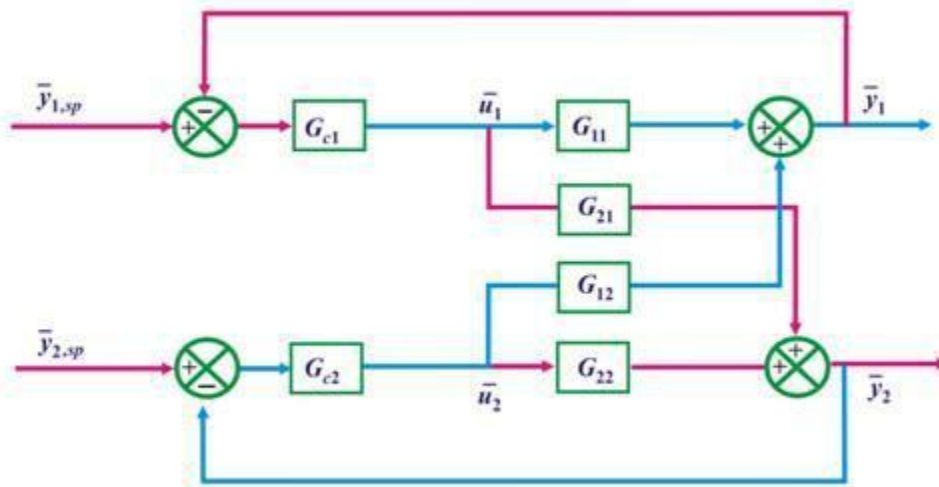 ȳ1,sp
−
+
Gc1
ū1
G11
+
+
ȳ1
G21
G12
ȳ2,sp
+
−
Gc2
ū2
G22
+
+
ȳ2